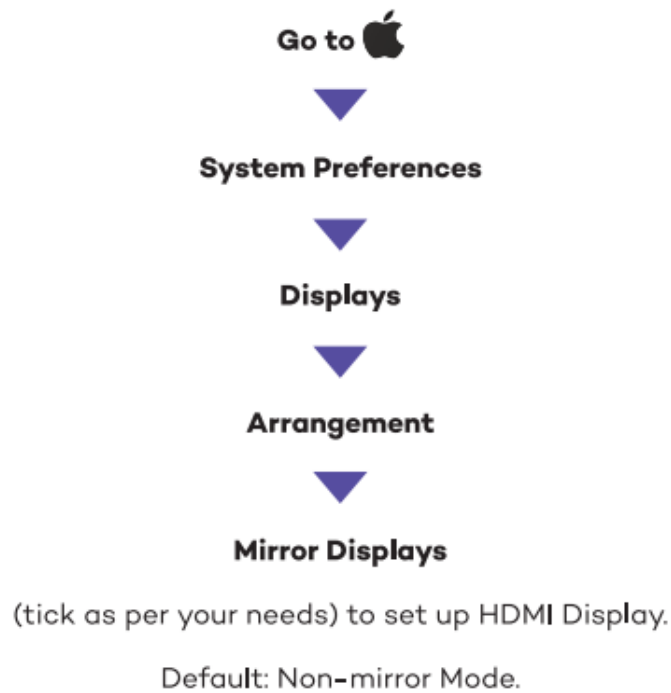 Go to
System Preferences
Displays
Arrangement
Mirror Displays
(tick as per your needs) to set up HDMI Display.
Default: Non-mirror Mode.